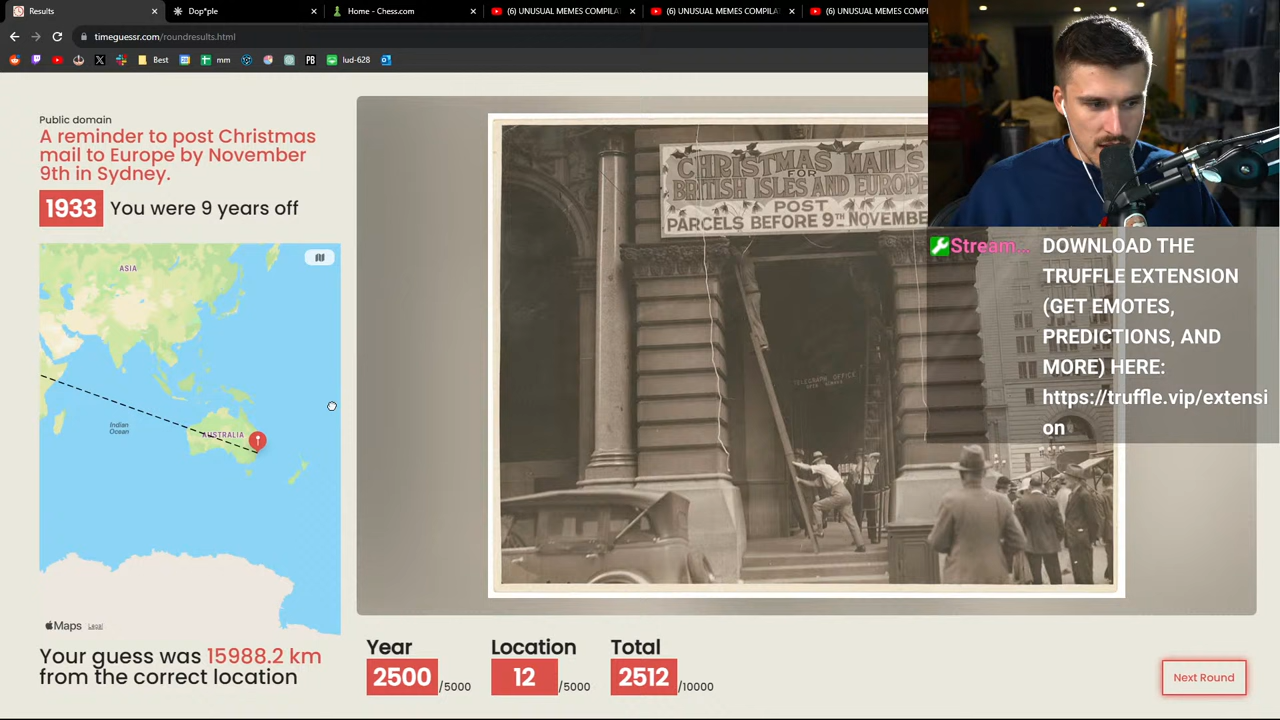 Results
Dop*ple
Home - Chess.com
(6) UNUSUAL MEMES COMPILAT
(6) UNUSUAL MEMES COMPILAT
(6) UNUSUAL MEMES COMPIL
timeguessr.com/roundresults.html
Best
mm
PB
lud-628
Public domain
A reminder to post Christmas
mail to Europe by November
9th in Sydney.
1933 You were 9 years off
ASIA
Indian
Ocean
AUSTRALIA
Maps Legal
Your guess was 15988.2 km
from the correct location
CHRISTMAS MAILS
FOR
BRITISH ISLES AND EUROPE
POST
PARCELS BEFORE 9TH NOVEMBE
TELEGRAPH OFFICE
Year
2500 /5000
Location
12 /5000
Total
2512 /10000
Next Round
Stream...
DOWNLOAD THE
TRUFFLE EXTENSION
(GET EMOTES,
PREDICTIONS, AND
MORE) HERE:
https://truffle.vip/extensi
on